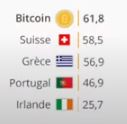 Bitcoin 61,8
Suisse 58,5
Grèce 56,9
Portugal 46,9
Irlande 25,7